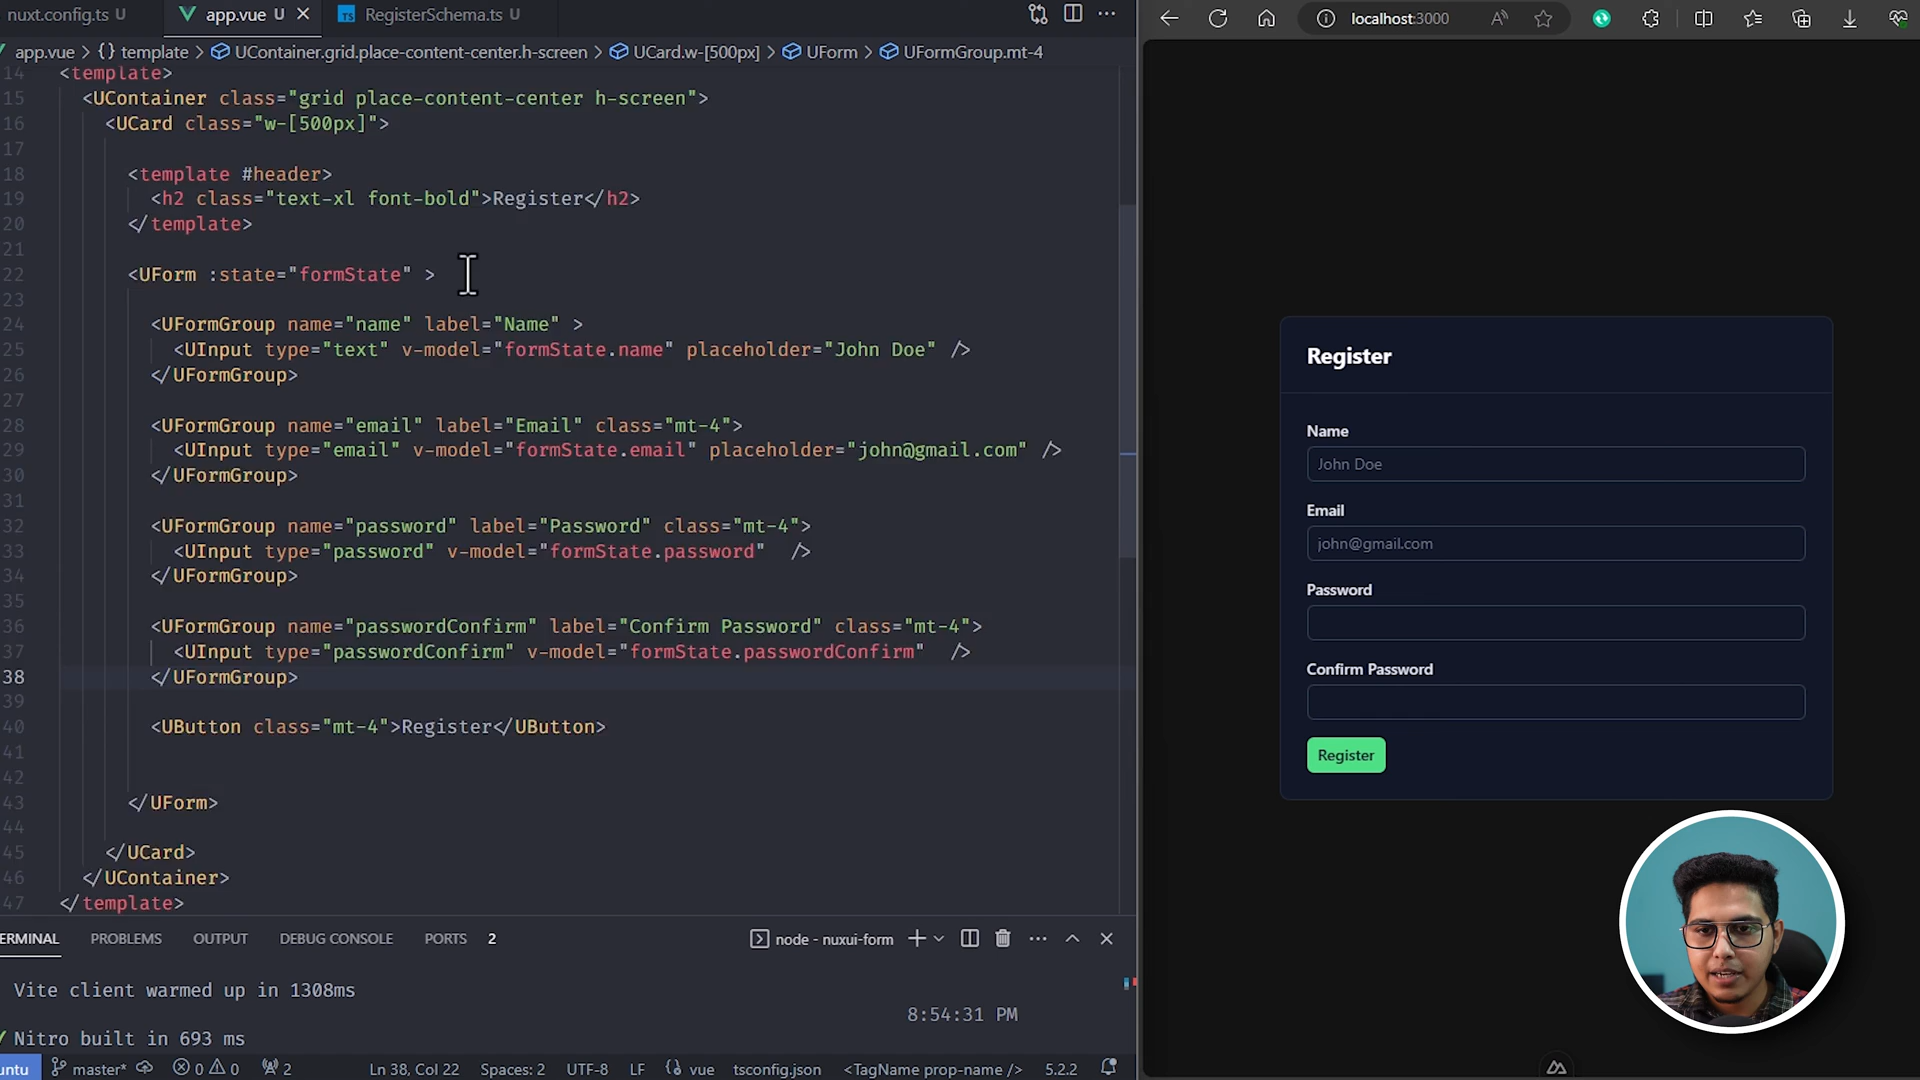 nuxt.config.ts U
app.vue U
RegisterSchema.ts U
localhost:3000
app.vue > {} template > UContainer.grid.place-content-center.h-screen > UCard.w-[500px] > UForm > UFormGroup.mt-4
14 <template>
15 <UContainer class="grid place-content-center h-screen">
16 <UCard class="w-[500px]">
17
18 <template #header>
19 <h2 class="text-xl font-bold">Register</h2>
20 </template>
21
22 <UForm :state="formState" >
23
24 <UFormGroup name="name" label="Name" >
25 <UInput type="text" v-model="formState.name" placeholder="John Doe" />
26 </UFormGroup>
27
28 <UFormGroup name="email" label="Email" class="mt-4">
29 <UInput type="email" v-model="formState.email" placeholder="john@gmail.com" />
30 </UFormGroup>
31
32 <UFormGroup name="password" label="Password" class="mt-4">
33 <UInput type="password" v-model="formState.password"  />
34 </UFormGroup>
35
36 <UFormGroup name="passwordConfirm" label="Confirm Password" class="mt-4">
37 <UInput type="passwordConfirm" v-model="formState.passwordConfirm"  />
38 </UFormGroup>
39
40 <UButton class="mt-4">Register</UButton>
41
42
43 </UForm>
44
45 </UCard>
46 </UContainer>
47 </template>
ERMINAL PROBLEMS OUTPUT DEBUG CONSOLE PORTS 2 node - nuxui-form
Vite client warmed up in 1308ms
8:54:31 PM
Nitro built in 693 ms
untu master* 0 0 2 Ln 38, Col 22 Spaces: 2 UTF-8 LF vue tsconfig.json <TagName prop-name /> 5.2.2
Register
Name
John Doe
Email
john@gmail.com
Password
Confirm Password
Register